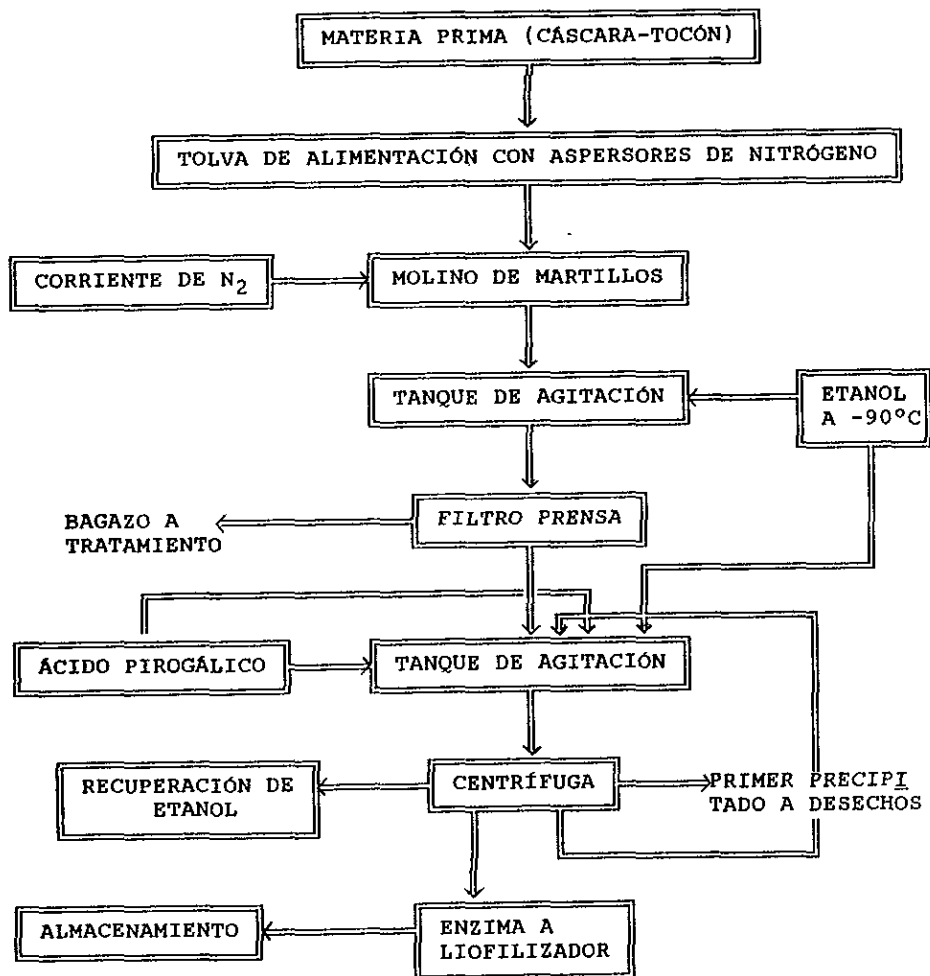 MATERIA PRIMA (CÁSCARA-TOCÓN)
TOLVA DE ALIMENTACIÓN CON ASPERSORES DE NITRÓGENO
CORRIENTE DE N2
MOLINO DE MARTILLOS
TANQUE DE AGITACIÓN
ETANOL
A -90°C
FILTRO PRENSA
BAGAZO A
TRATAMIENTO
ÁCIDO PIROGÁLICO
TANQUE DE AGITACIÓN
RECUPERACIÓN DE
ETANOL
CENTRÍFUGA
PRIMER PRECIPI
TADO A DESECHOS
ALMACENAMIENTO
ENZIMA A
LIOFILIZADOR